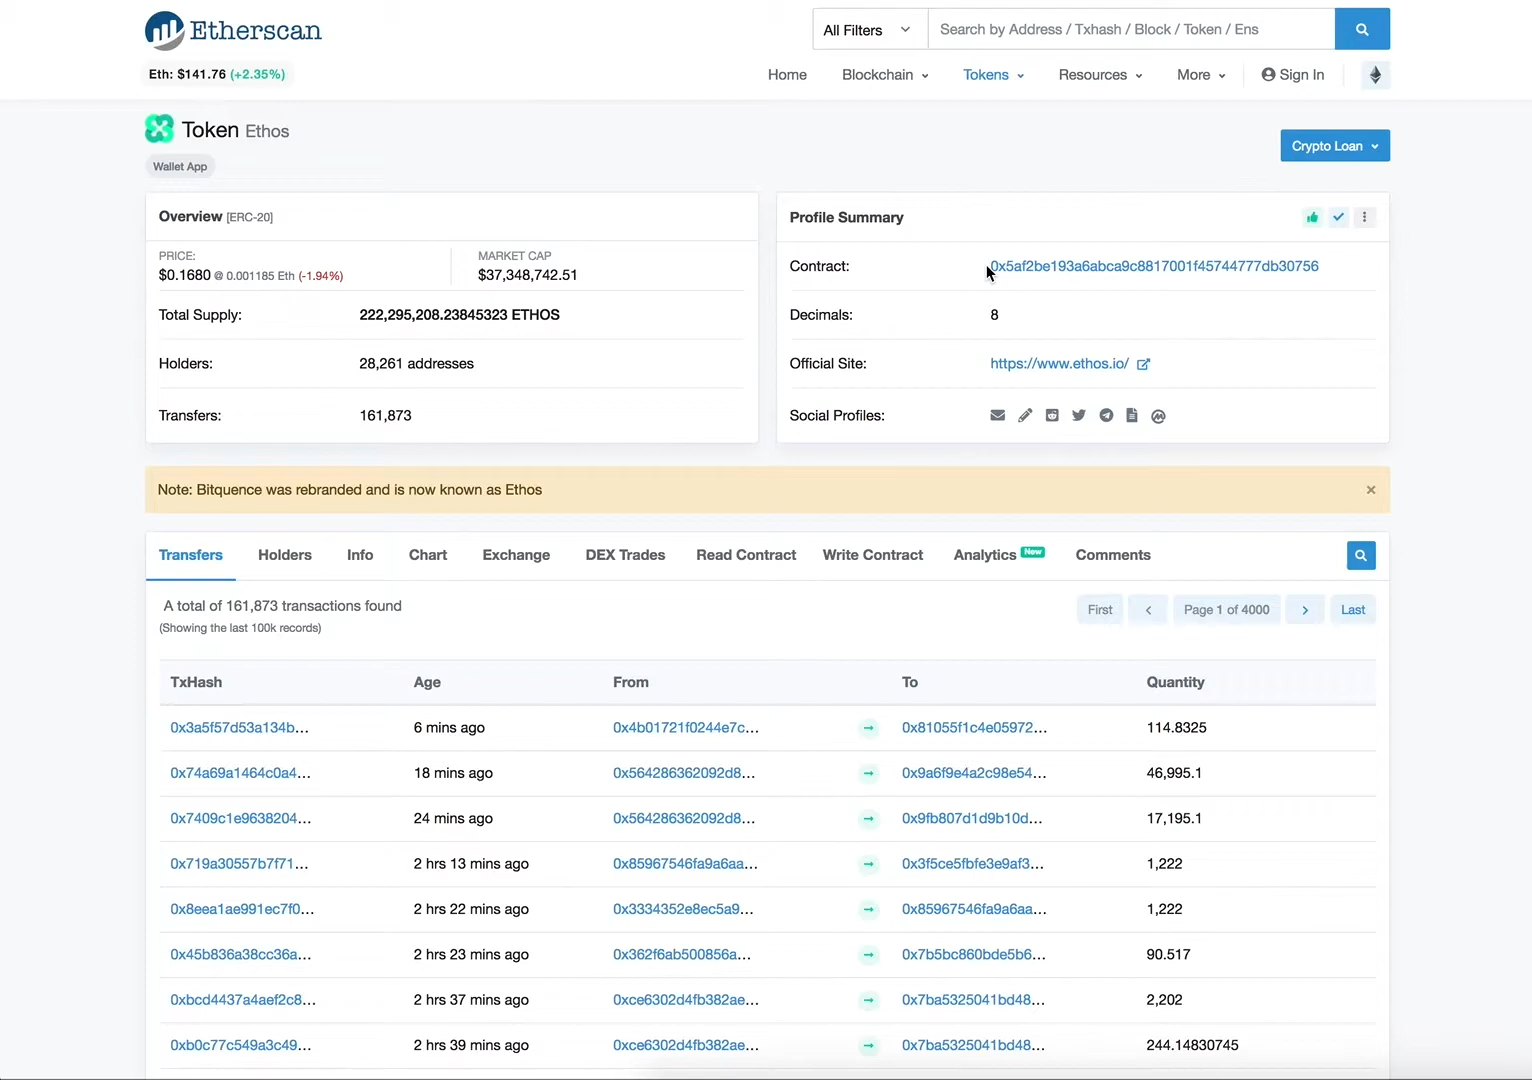 Etherscan
All Filters
Search by Address / Txhash / Block / Token / Ens
Eth: $141.76 (+2.35%)
Home Blockchain Tokens Resources More Sign In
Token Ethos
Wallet App
Crypto Loan
Overview [ERC-20]
PRICE:
$0.1680 @ 0.001185 Eth (-1.94%)
MARKET CAP
$37,348,742.51
Total Supply: 222,295,208.23845323 ETHOS
Holders: 28,261 addresses
Transfers: 161,873
Profile Summary
Contract: 0x5af2be193a6abca9c8817001f45744777db30756
Decimals: 8
Official Site: https://www.ethos.io/
Social Profiles:
Note: Bitquence was rebranded and is now known as Ethos
Transfers Holders Info Chart Exchange DEX Trades Read Contract Write Contract Analytics New Comments
A total of 161,873 transactions found
(Showing the last 100k records)
First Page 1 of 4000 Last
TxHash Age From To Quantity
0x3a5f57d53a134b... 6 mins ago 0x4b01721f0244e7c... 0x81055f1c4e05972... 114.8325
0x74a69a1464c0a4... 18 mins ago 0x564286362092d8... 0x9a6f9e4a2c98e54... 46,995.1
0x7409c1e9638204... 24 mins ago 0x564286362092d8... 0x9fb807d1d9b10d... 17,195.1
0x719a30557b7f71... 2 hrs 13 mins ago 0x85967546fa9a6aa... 0x3f5ce5fbfe3e9af3... 1,222
0x8eea1ae991ec7f0... 2 hrs 22 mins ago 0x3334352e8ec5a9... 0x85967546fa9a6aa... 1,222
0x45b836a38cc36a... 2 hrs 23 mins ago 0x362f6ab500856a... 0x7b5bc860bde5b6... 90.517
0xbcd4437a4aef2c8... 2 hrs 37 mins ago 0xce6302d4fb382ae... 0x7ba5325041bd48... 2,202
0xb0c77c549a3c49... 2 hrs 39 mins ago 0xce6302d4fb382ae... 0x7ba5325041bd48... 244.14830745